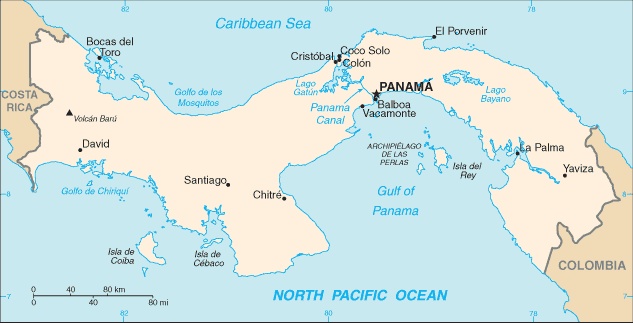 82
80
78
Caribbean Sea
Bocas del
Toro
Cristóbal
Coco Solo
Colón
El Porvenir
COSTA
RICA
Golfo de los
Mosquitos
Lago
Gatún
PANAMA
Lago
Bayano
9
Volcán Barú
Panama
Canal
Balboa
Vacamonte
David
ARCHIPIÉLAGO
DE LAS
PERLAS
Isla del
Rey
La Palma
Yaviza
Golfo de Chiriquí
Santiago
Chitré
Gulf of
Panama
8
8
Isla de
Coiba
Isla de
Cébaco
COLOMBIA
0 40 80 km
0 40 80 mi
NORTH PACIFIC OCEAN
7
7
82
80
78